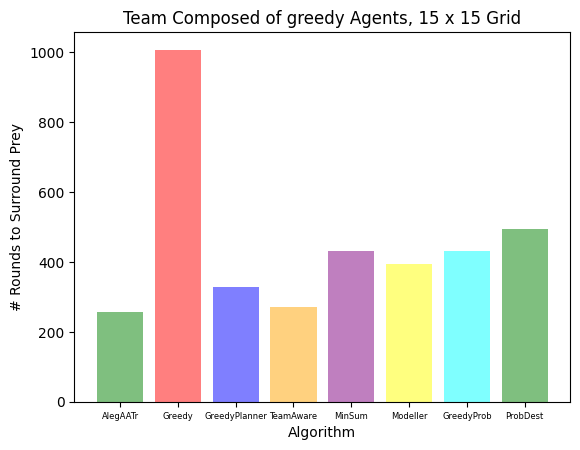 Team Composed of greedy Agents, 15 x 15 Grid
# Rounds to Surround Prey
1000
800
600
400
200
0
AlegAATr Greedy GreedyPlanner TeamAware MinSum Modeller GreedyProb ProbDest
Algorithm